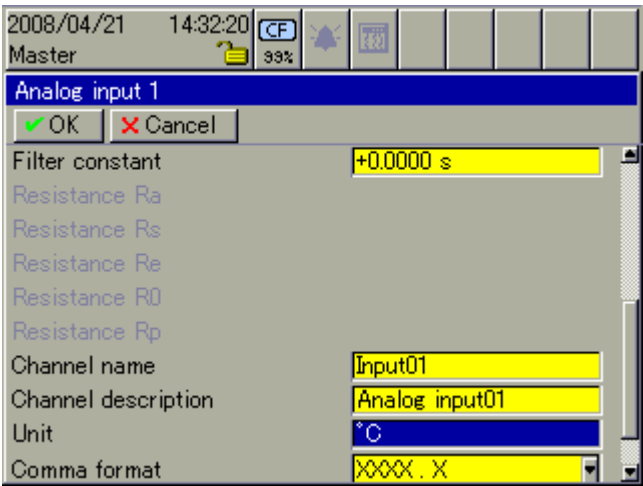 2008/04/21 14:32:20 CF
Master 99%
Analog input 1
OK Cancel
Filter constant +0.0000 s
Resistance Ra
Resistance Rs
Resistance Re
Resistance R0
Resistance Rp
Channel name Input01
Channel description Analog input01
Unit °C
Comma format XXXX . X